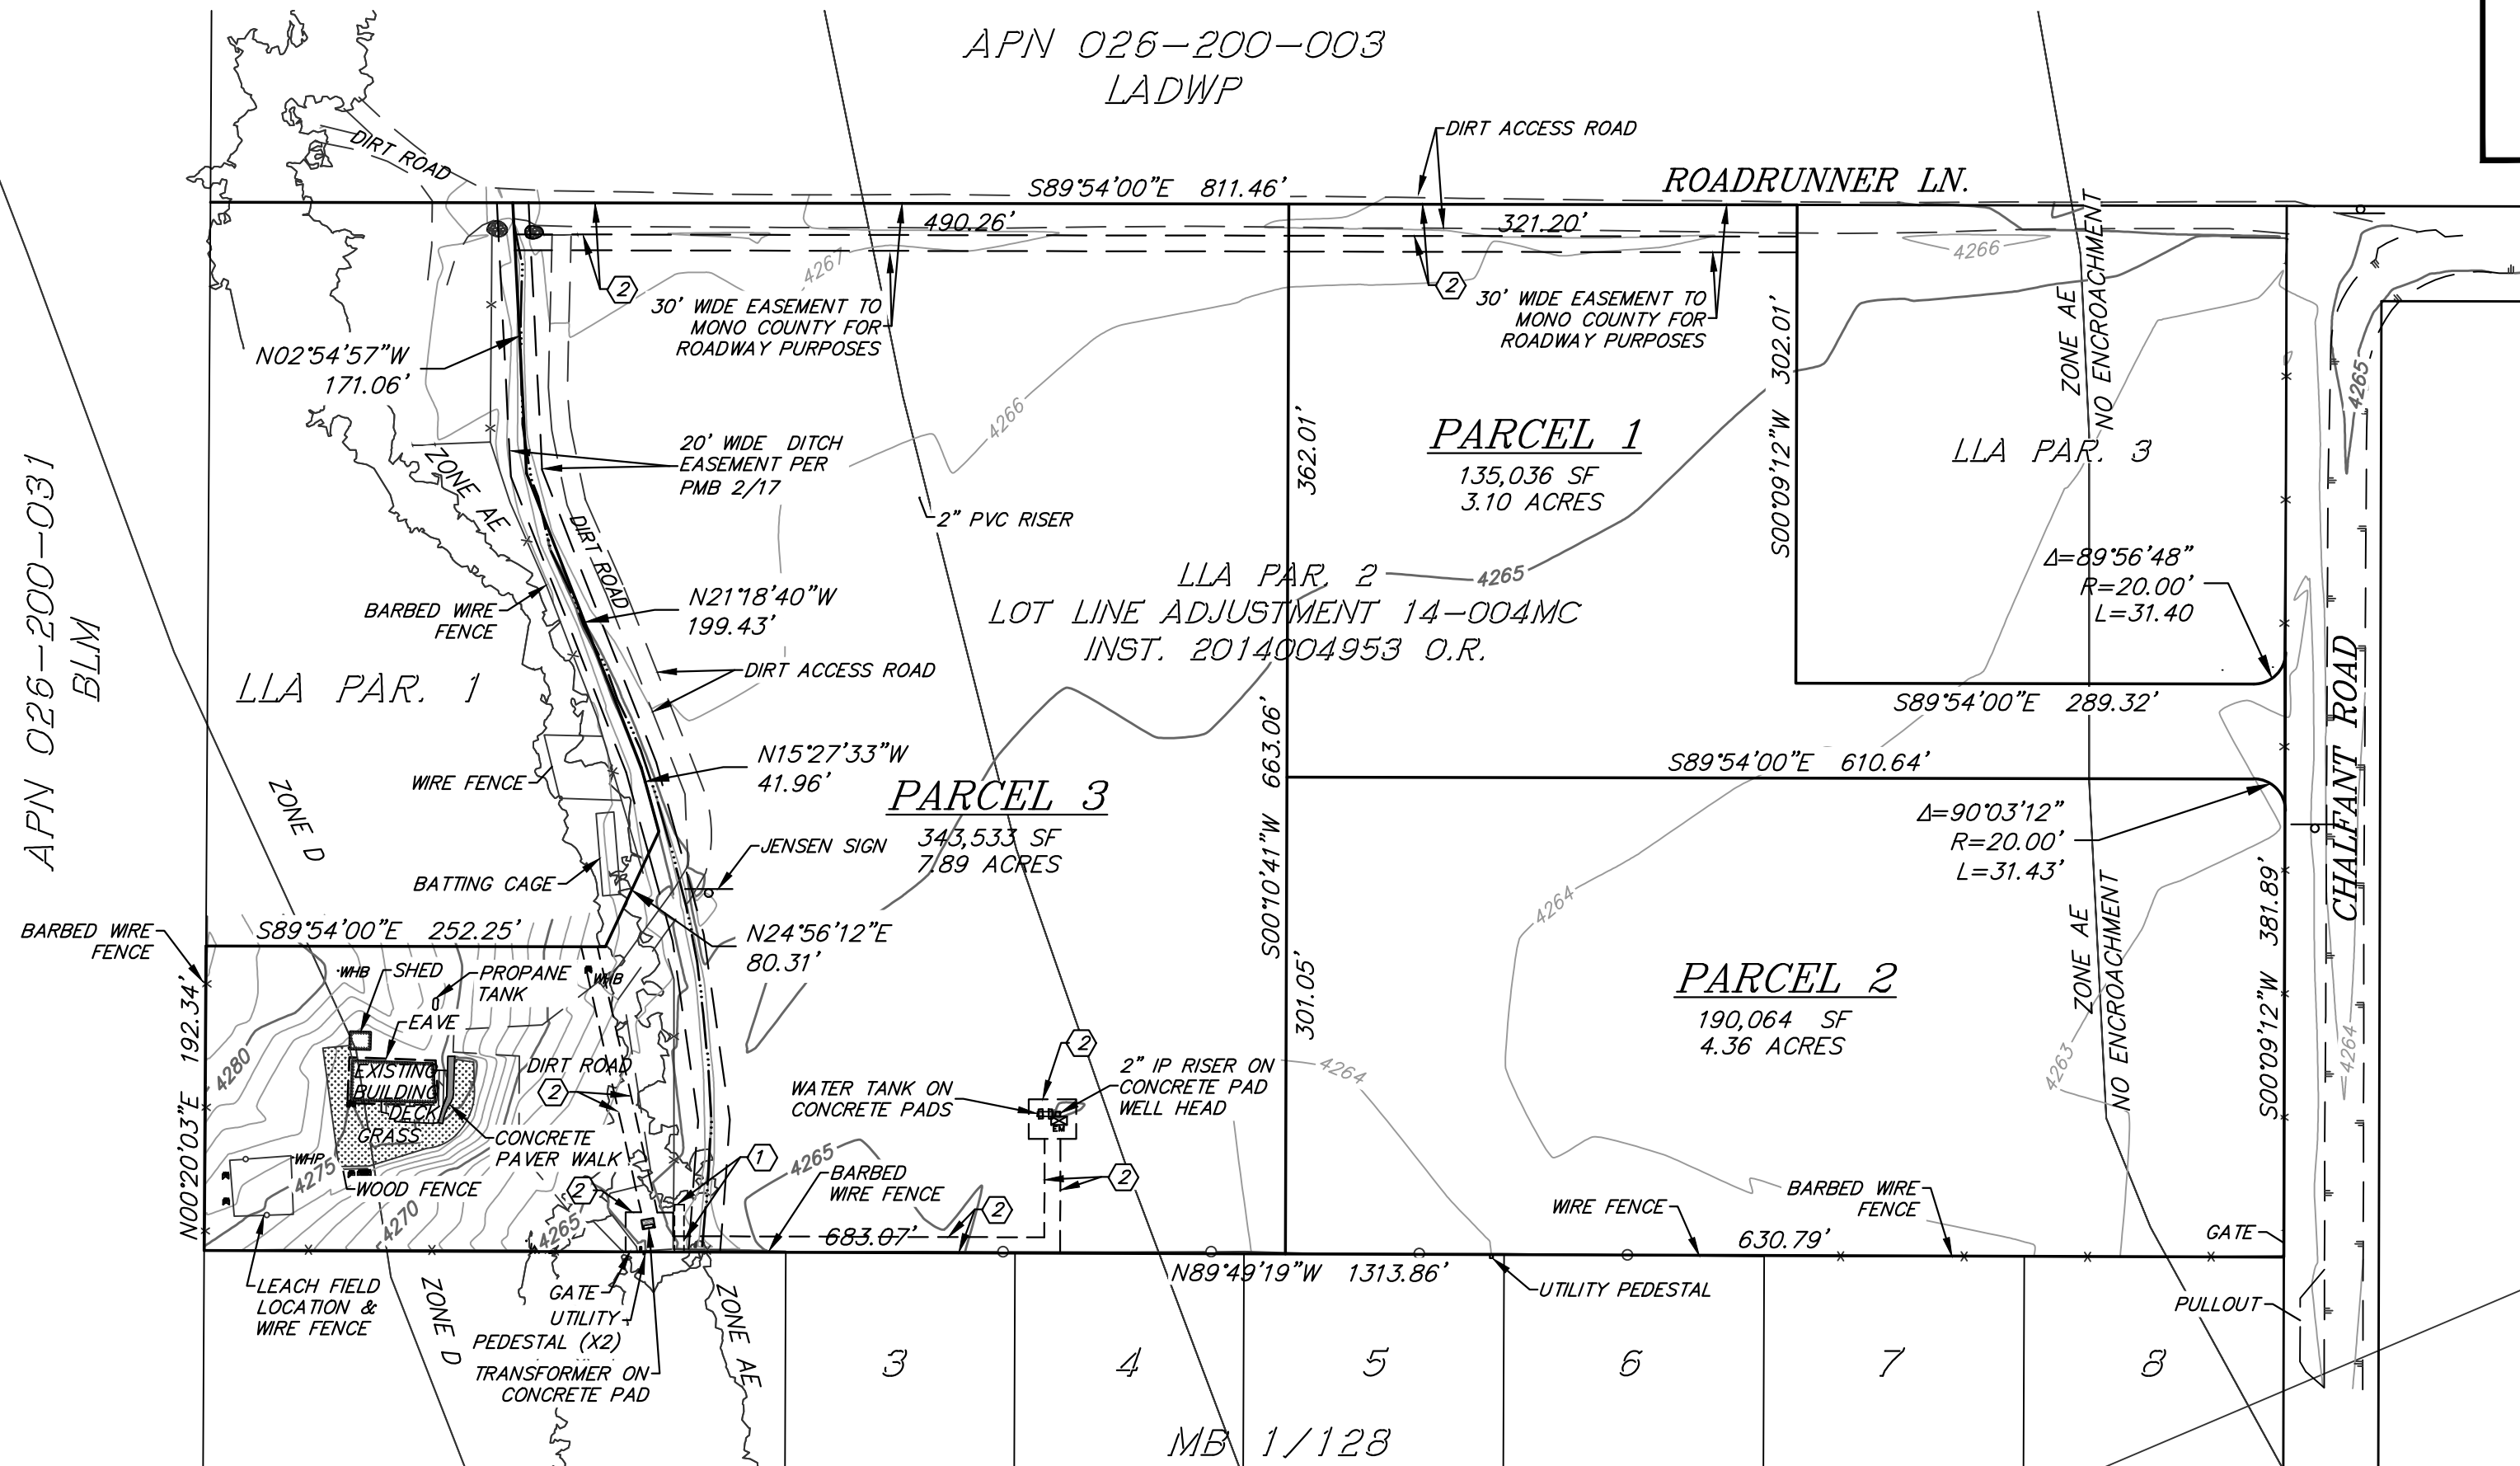 APN 026-200-003
LADWP
DIRT ROAD
DIRT ACCESS ROAD
S89°54'00"E 811.46'
ROADRUNNER LN.
490.26'
321.20'
4267
4266
2
30' WIDE EASEMENT TO
MONO COUNTY FOR
ROADWAY PURPOSES
2
30' WIDE EASEMENT TO
MONO COUNTY FOR
ROADWAY PURPOSES
N02°54'57"W
171.06'
S00°09'12"W 302.01'
ZONE AE
NO ENCROACHMENT
4265
4266
362.01'
PARCEL 1
135,036 SF
3.10 ACRES
LLA PAR. 3
20' WIDE DITCH
EASEMENT PER
PMB 2/17
ZONE AE
2" PVC RISER
DIRT ROAD
APN 026-200-031
BLM
Δ=89°56'48"
R=20.00'
L=31.40
LLA PAR. 2
4265
LOT LINE ADJUSTMENT 14-004MC
INST. 2014004953 O.R.
BARBED WIRE
FENCE
N21°18'40"W
199.43'
DIRT ACCESS ROAD
LLA PAR. 1
S89°54'00"E 289.32'
CHALFANT ROAD
N15°27'33"W
41.96'
WIRE FENCE
S00°10'41"W 663.06'
S89°54'00"E 610.64'
PARCEL 3
343,533 SF
7.89 ACRES
ZONE D
JENSEN SIGN
BATTING CAGE
Δ=90°03'12"
R=20.00'
L=31.43'
4264
BARBED WIRE
FENCE
S89°54'00"E 252.25'
N24°56'12"E
80.31'
301.05'
PARCEL 2
190,064 SF
4.36 ACRES
ZONE AE
NO ENCROACHMENT
S00°09'12"W 381.89'
N00°20'03"E 192.34'
WHB
SHED
PROPANE
TANK
WHB
EAVE
4280
EXISTING
BUILDING
DECK
GRASS
DIRT ROAD
2
CONCRETE
PAVER WALK
WHP
4275
WOOD FENCE
4270
4265
2
1
4265
2
WATER TANK ON
CONCRETE PADS
2" IP RISER ON
CONCRETE PAD
WELL HEAD
EM
2
2
BARBED
WIRE FENCE
683.07'
4264
4263
4264
WIRE FENCE
BARBED WIRE
FENCE
630.79'
GATE
N89°49'19"W 1313.86'
UTILITY PEDESTAL
PULLOUT
LEACH FIELD
LOCATION &
WIRE FENCE
ZONE D
GATE
UTILITY
PEDESTAL (X2)
TRANSFORMER ON
CONCRETE PAD
ZONE AE
3
4
5
6
7
8
MB 1/128